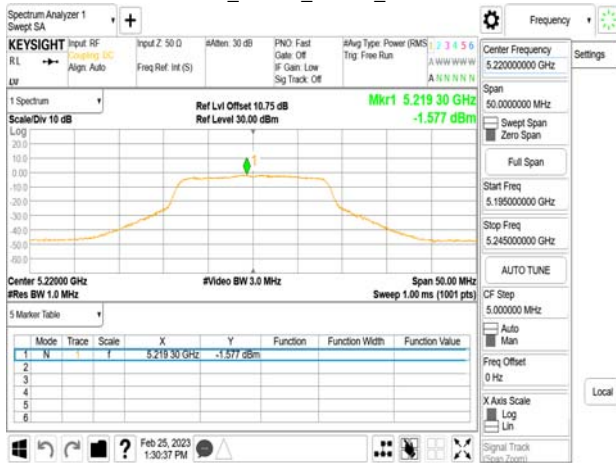 Spectrum Analyzer 1
Swept SA
Frequency
KEYSIGHT
RL
Input: RF
Coupling: DC
Align: Auto
Input Z: 50 Ω
Freq Ref: Int (S)
#Atten: 30 dB
PNO: Fast
Gate: Off
IF Gain: Low
Sig Track: Off
#Avg Type: Power (RMS
Trig: Free Run
1 2 3 4 5 6
A WWWWW
A NNNNN
1 Spectrum
Scale/Div 10 dB
Ref Lvl Offset 10.75 dB
Ref Level 30.00 dBm
Mkr1 5.219 30 GHz
-1.577 dBm
Log
20.0
10.0
0.00
-10.0
-20.0
-30.0
-40.0
-50.0
-60.0
1
Center 5.22000 GHz
#Res BW 1.0 MHz
#Video BW 3.0 MHz
Span 50.00 MHz
Sweep 1.00 ms (1001 pts)
5 Marker Table
Mode Trace Scale X Y Function Function Width Function Value
1 N 1 f 5.219 30 GHz -1.577 dBm
2
3
4
5
6
Feb 25, 2023
1:30:37 PM
Center Frequency
5.220000000 GHz
Span
50.0000000 MHz
Swept Span
Zero Span
Full Span
Start Freq
5.195000000 GHz
Stop Freq
5.245000000 GHz
AUTO TUNE
CF Step
5.000000 MHz
Auto
Man
Freq Offset
0 Hz
X Axis Scale
Log
Lin
Signal Track
(Span Zoom)
Settings
Local